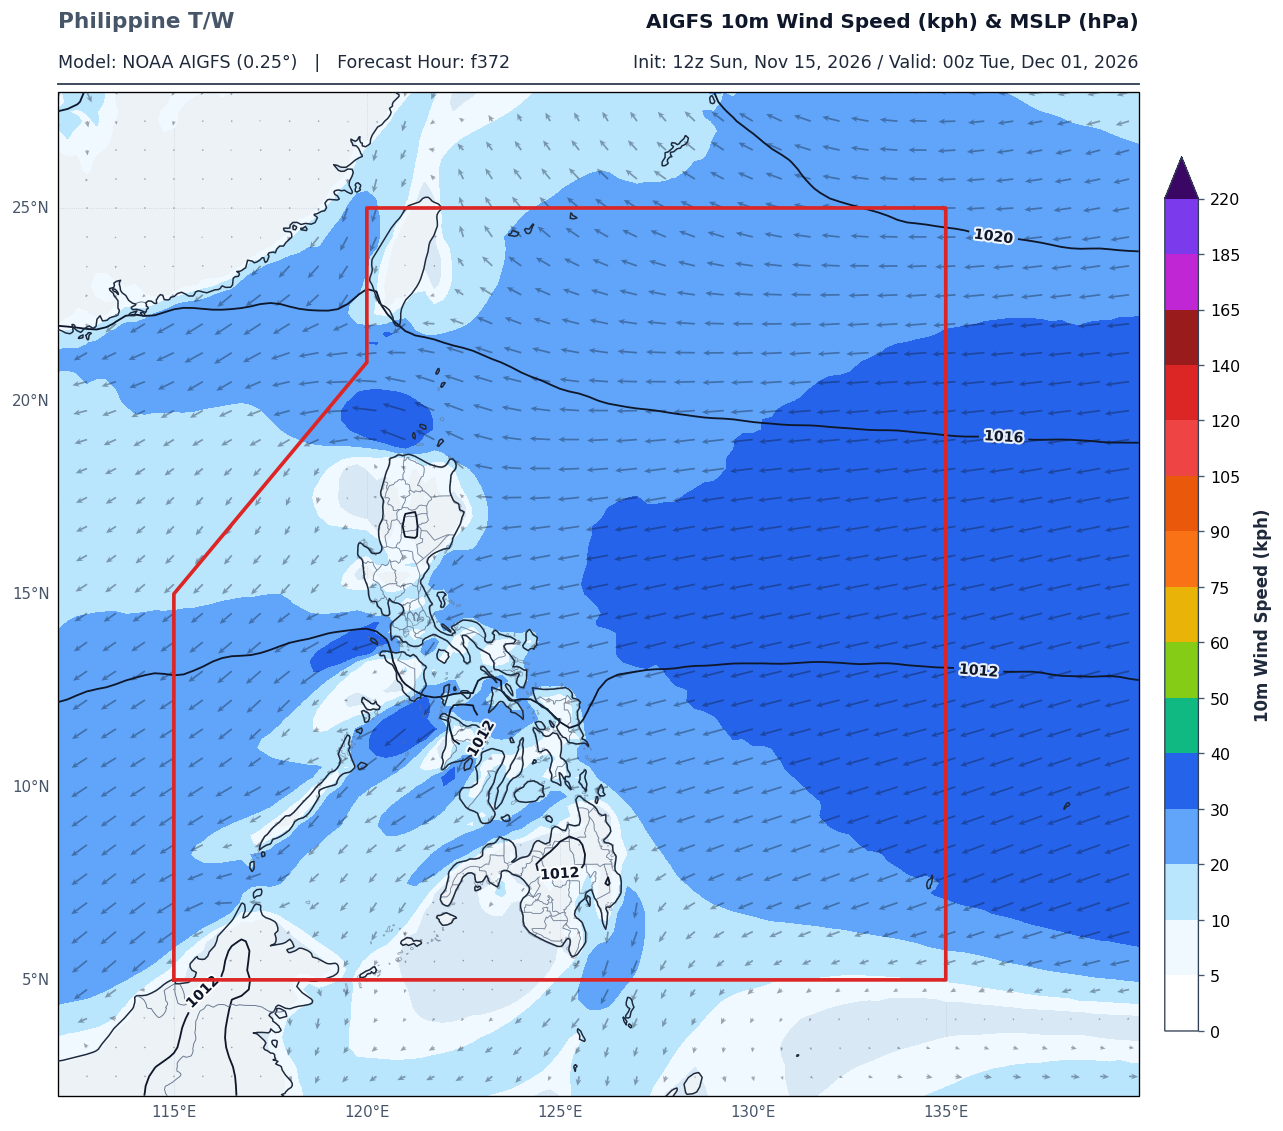 Philippine T/W
AIGFS 10m Wind Speed (kph) & MSLP (hPa)
Model: NOAA AIGFS (0.25°)   |   Forecast Hour: f372
Init: 12z Sun, Nov 15, 2026 / Valid: 00z Tue, Dec 01, 2026
25°N
20°N
15°N
10°N
5°N
1020
1016
1012
1012
1012
1012
115°E
120°E
125°E
130°E
135°E
220
185
165
140
120
105
90
75
60
50
40
30
20
10
5
0
10m Wind Speed (kph)